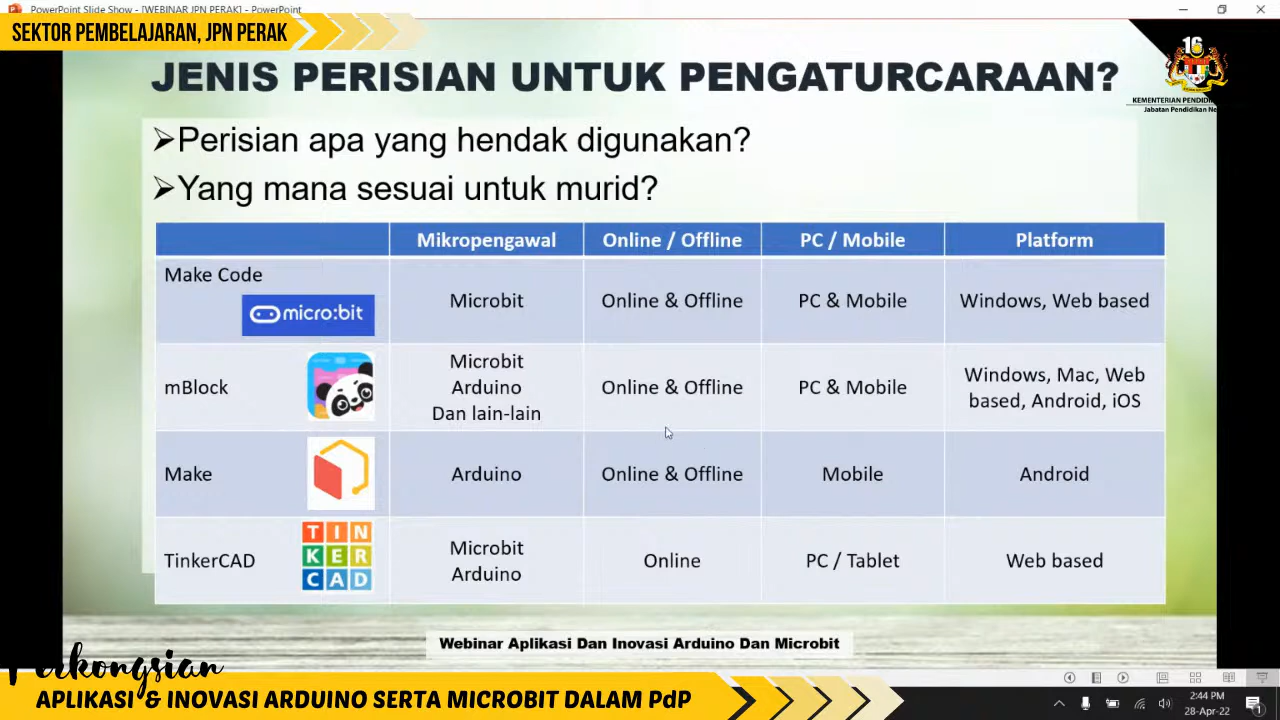 PowerPoint Slide Show - [WEBINAR JPN PERAK] - PowerPoint
SEKTOR PEMBELAJARAN, JPN PERAK
16
KEMENTERIAN PENDIDI
Jabatan Pendidikan Ne
JENIS PERISIAN UNTUK PENGATURCARAAN?
➢Perisian apa yang hendak digunakan?
➢Yang mana sesuai untuk murid?
Mikropengawal Online / Offline PC / Mobile Platform
Make Code
micro:bit
Microbit Online & Offline PC & Mobile Windows, Web based
mBlock
Microbit
Arduino
Dan lain-lain
Online & Offline PC & Mobile
Windows, Mac, Web
based, Android, iOS
Make Arduino Online & Offline Mobile Android
TinkerCAD
TIN
KER
CAD
Microbit
Arduino
Online PC / Tablet Web based
Webinar Aplikasi Dan Inovasi Arduino Dan Microbit
Perkongsian
APLIKASI & INOVASI ARDUINO SERTA MICROBIT DALAM PdP
2:44 PM
28-Apr-22
1